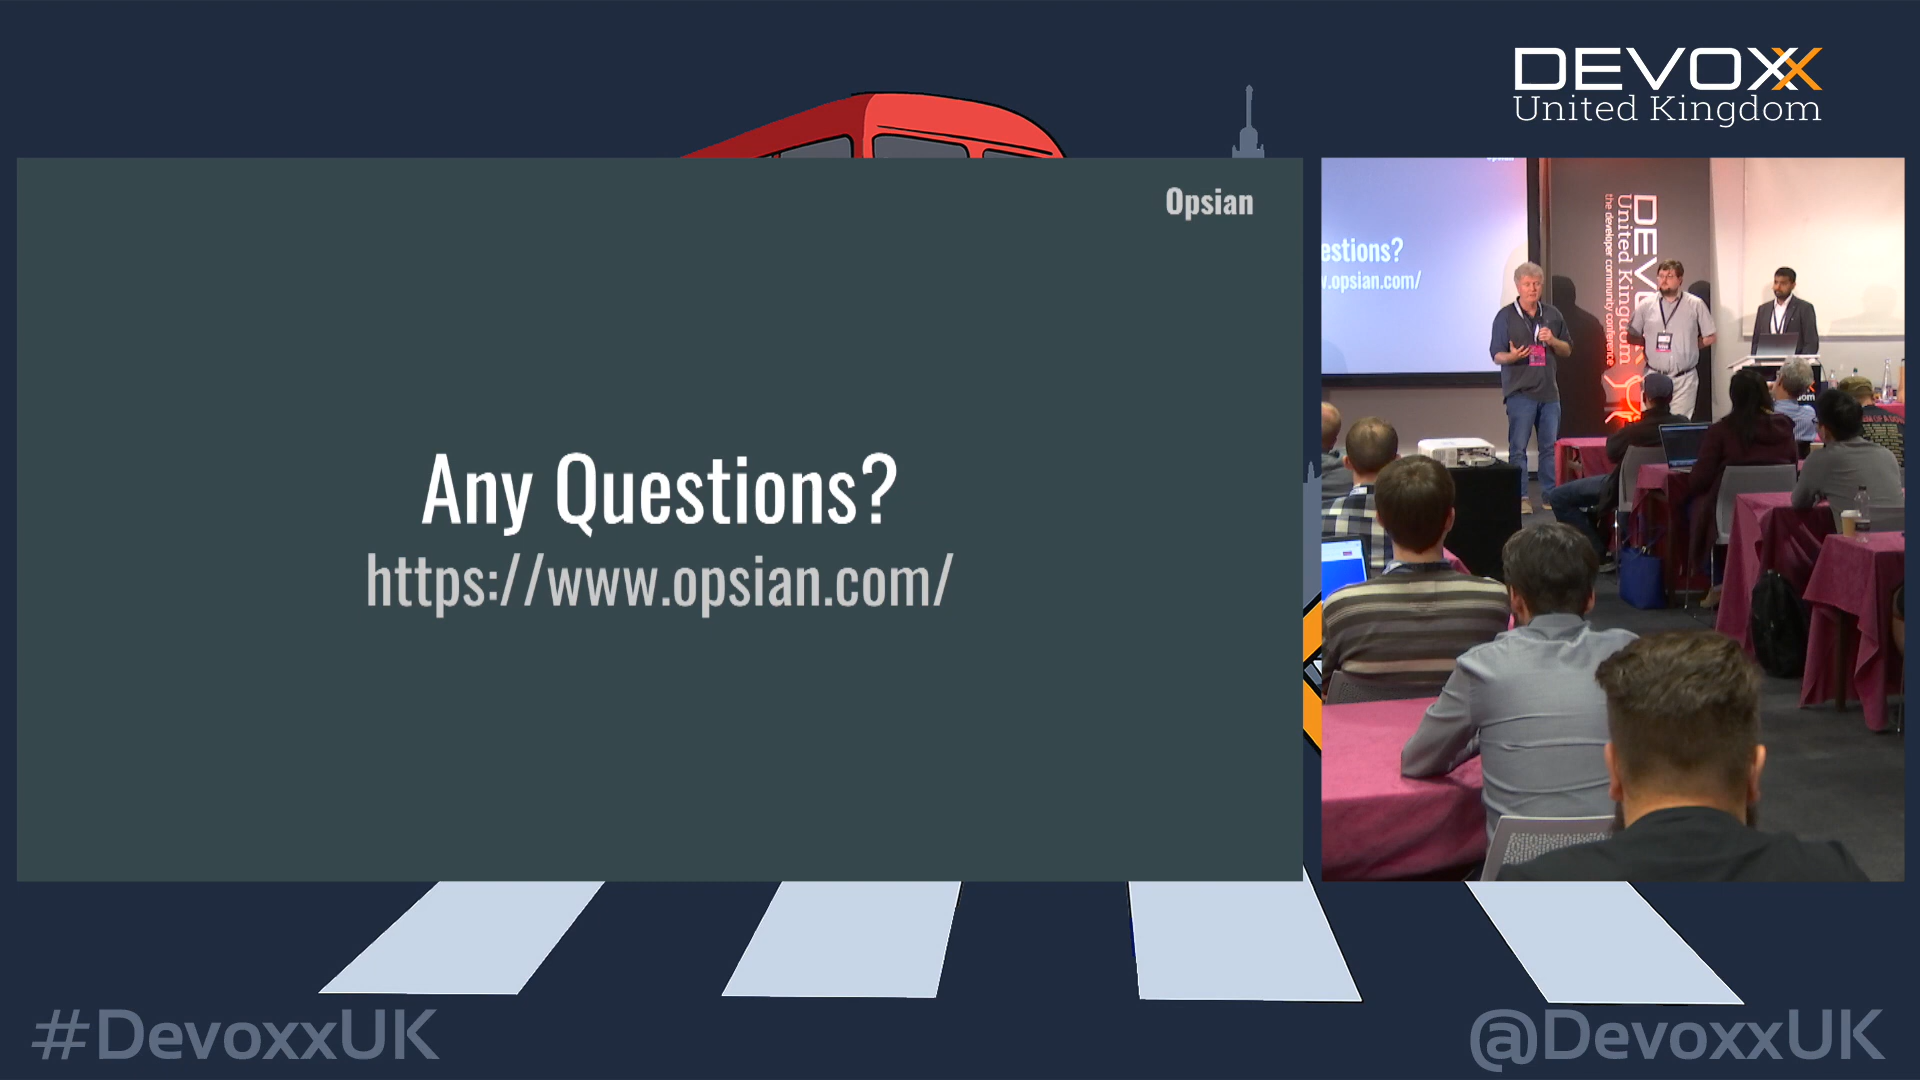 DEVOXX
United Kingdom
Opsian
Any Questions?
https://www.opsian.com/
estions?
.opsian.com/
DEVO
United Kingdom
the developer community conference
#DevoxxUK
@DevoxxUK